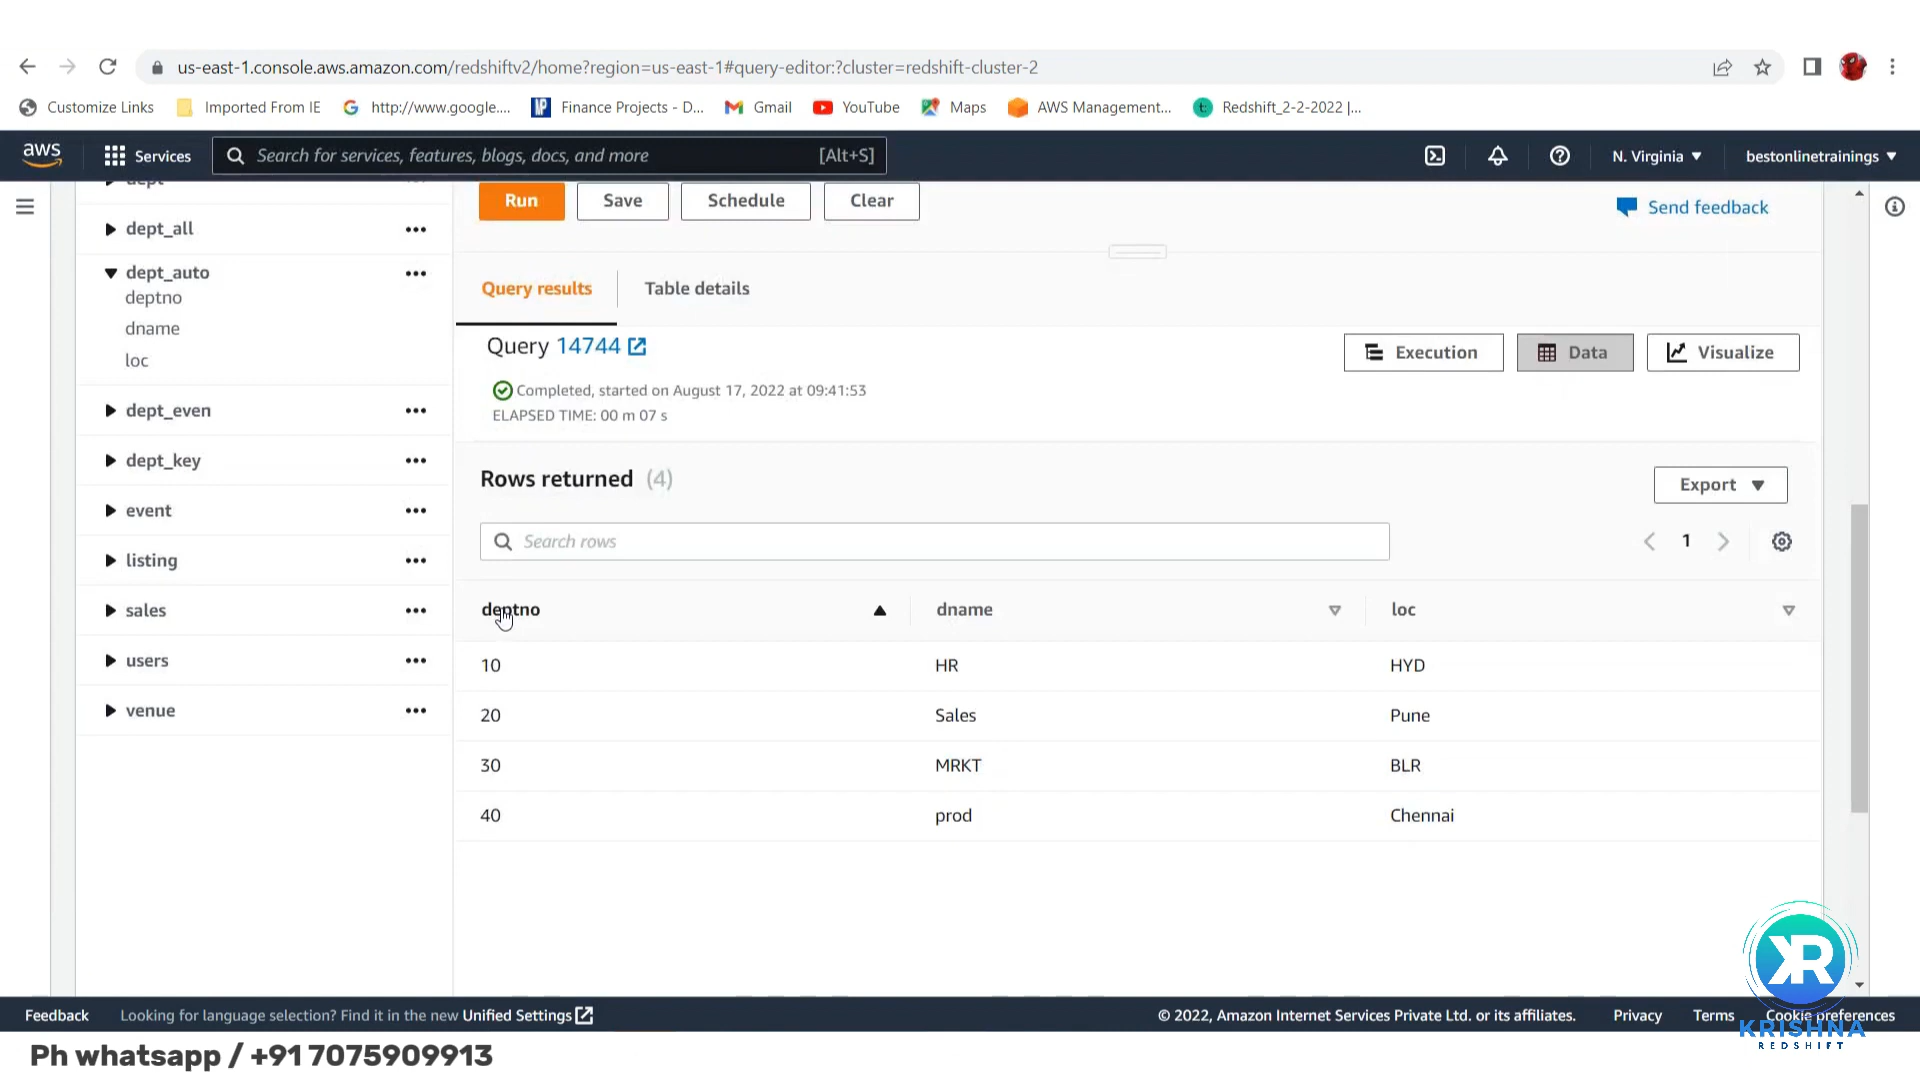 us-east-1.console.aws.amazon.com/redshiftv2/home?region=us-east-1#query-editor:?cluster=redshift-cluster-2
Customize Links Imported From IE http://www.google.... Finance Projects - D... Gmail YouTube Maps AWS Management... Redshift_2-2-2022 |...
aws Services Search for services, features, blogs, docs, and more [Alt+S] N. Virginia bestonlinetrainings
dept
Run Save Schedule Clear Send feedback
dept_all
dept_auto
deptno
dname
loc
dept_even
dept_key
event
listing
sales
users
venue
Query results Table details
Query 14744 Execution Data Visualize
Completed, started on August 17, 2022 at 09:41:53
ELAPSED TIME: 00 m 07 s
Rows returned (4) Export
Search rows 1
deptno dname loc
10 HR HYD
20 Sales Pune
30 MRKT BLR
40 prod Chennai
Feedback Looking for language selection? Find it in the new Unified Settings © 2022, Amazon Internet Services Private Ltd. or its affiliates. Privacy Terms Cookie preferences
KR
KRISHNA
REDSHIFT
Ph whatsapp / +91 7075909913